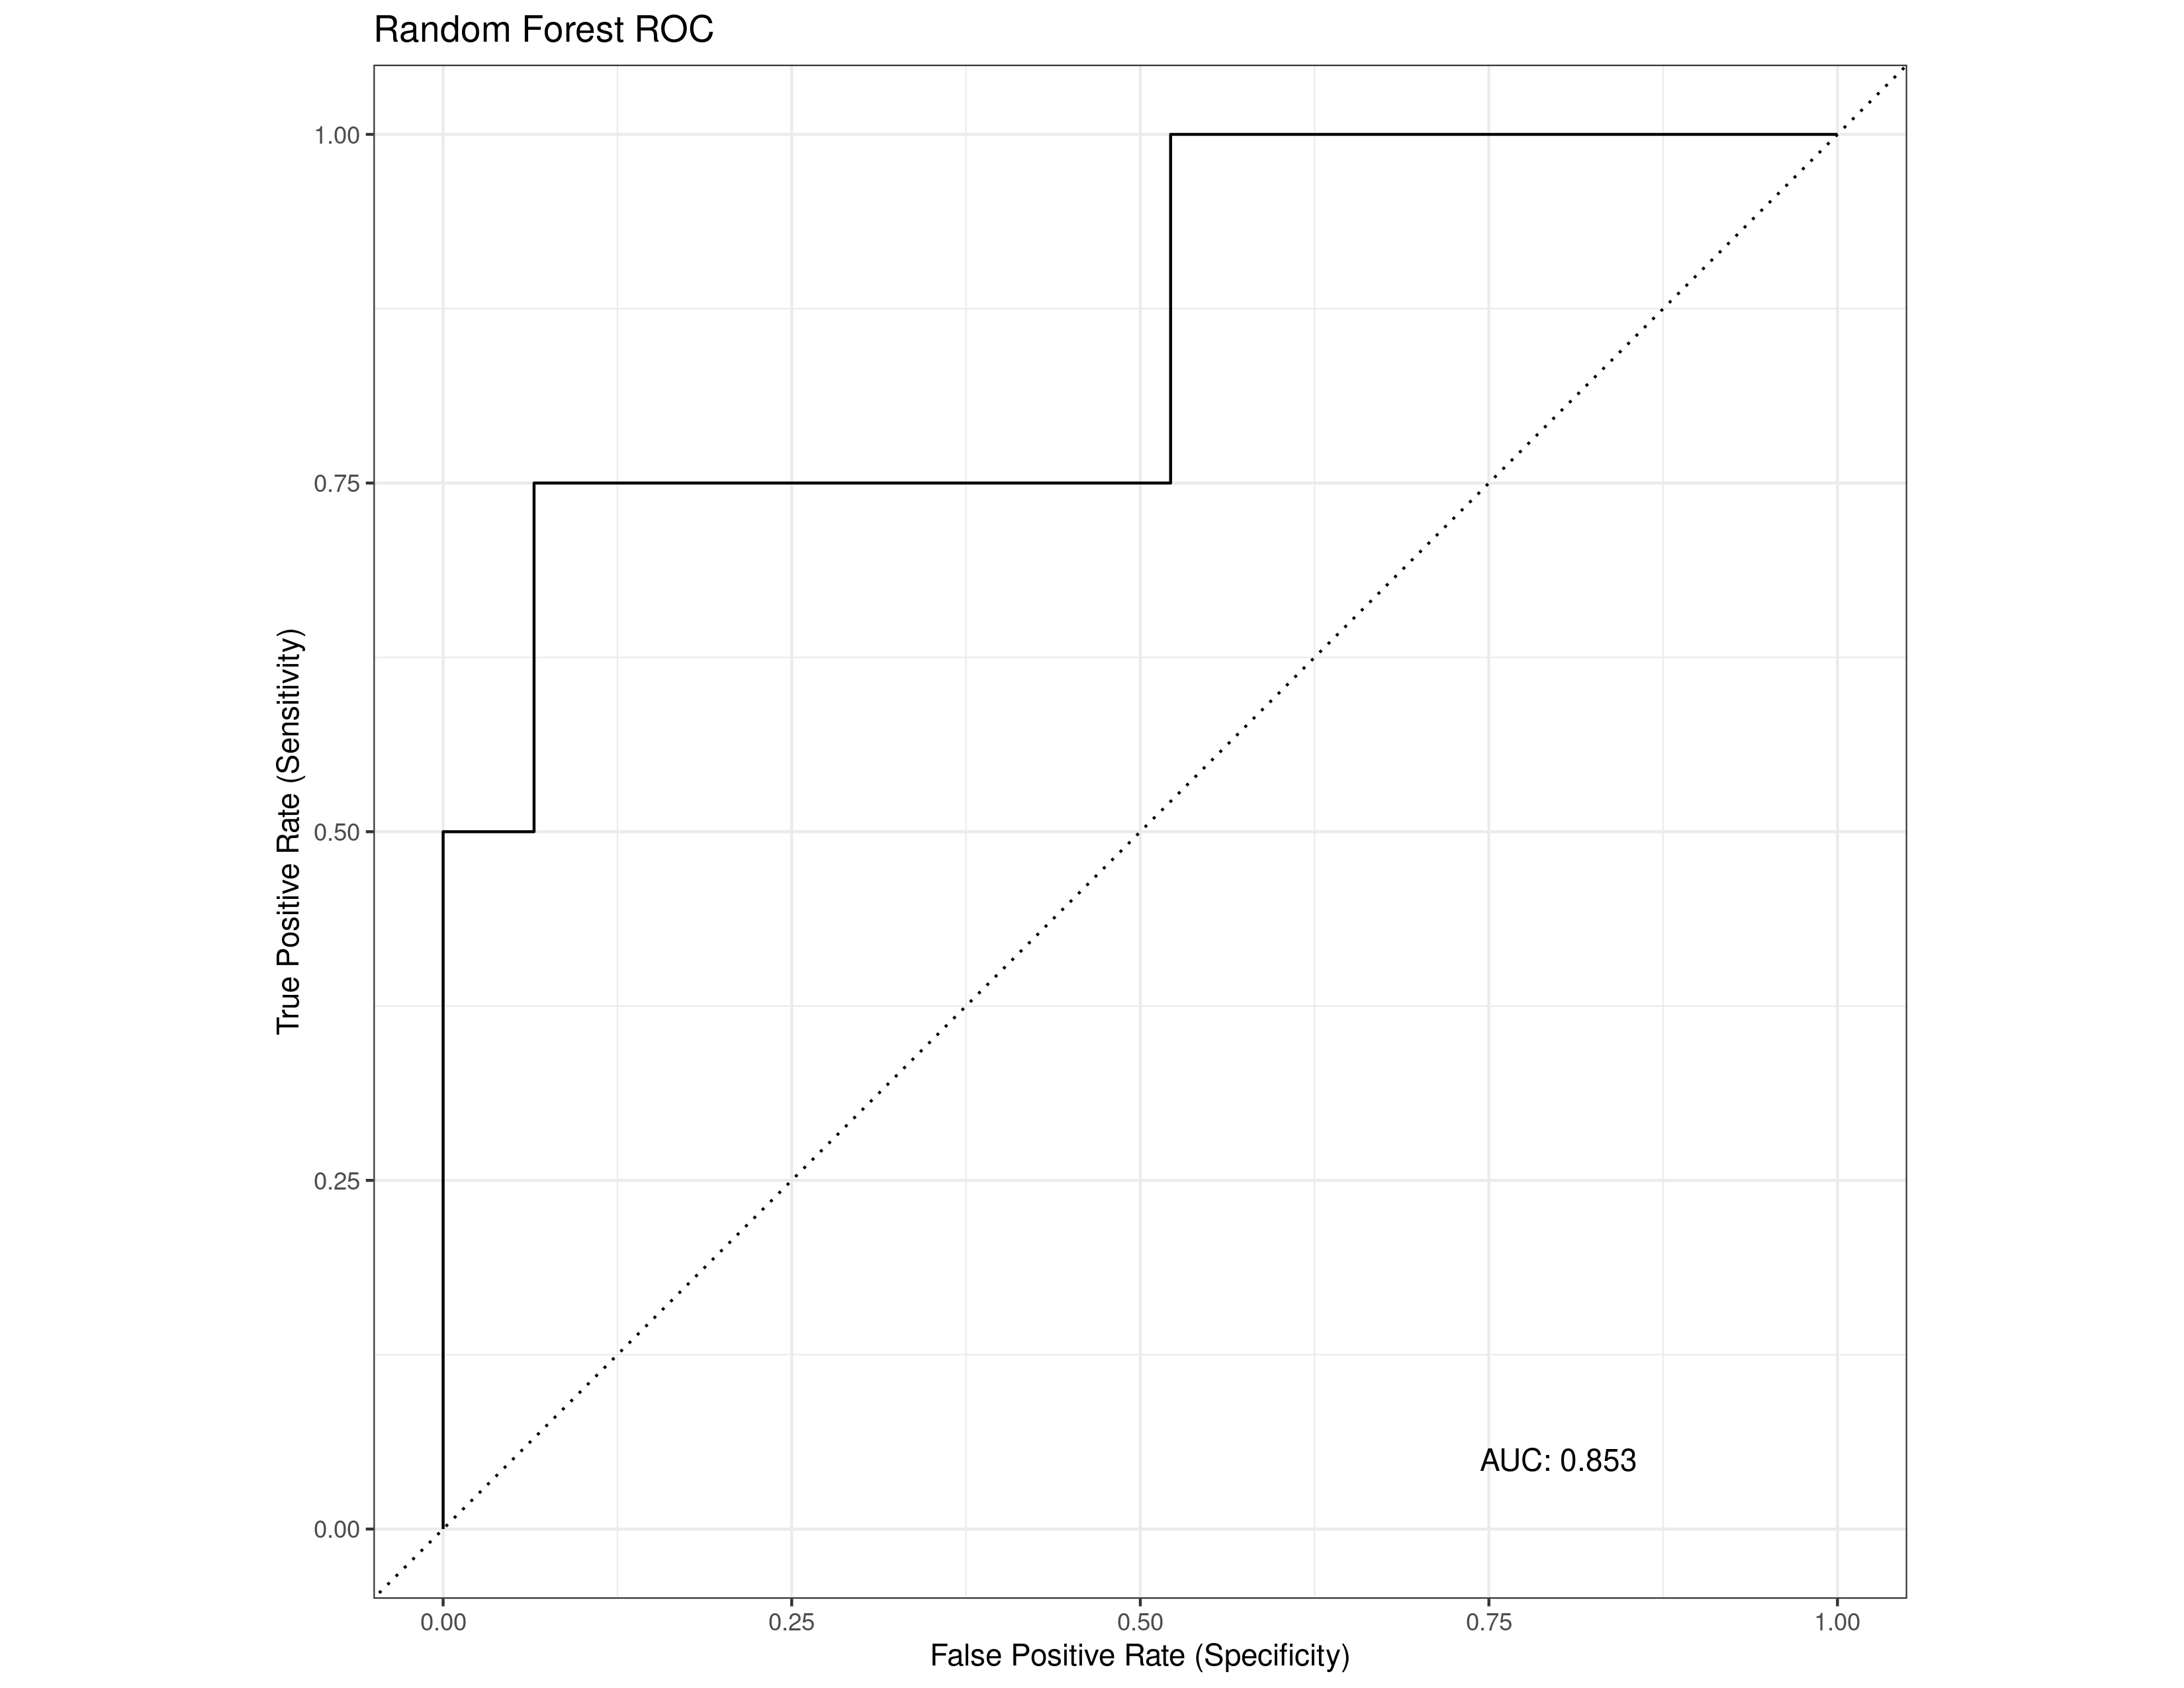 Random Forest ROC
1.00
0.75
0.50
0.25
0.00
True Positive Rate (Sensitivity)
AUC: 0.853
0.00 0.25 0.50 0.75 1.00
False Positive Rate (Specificity)